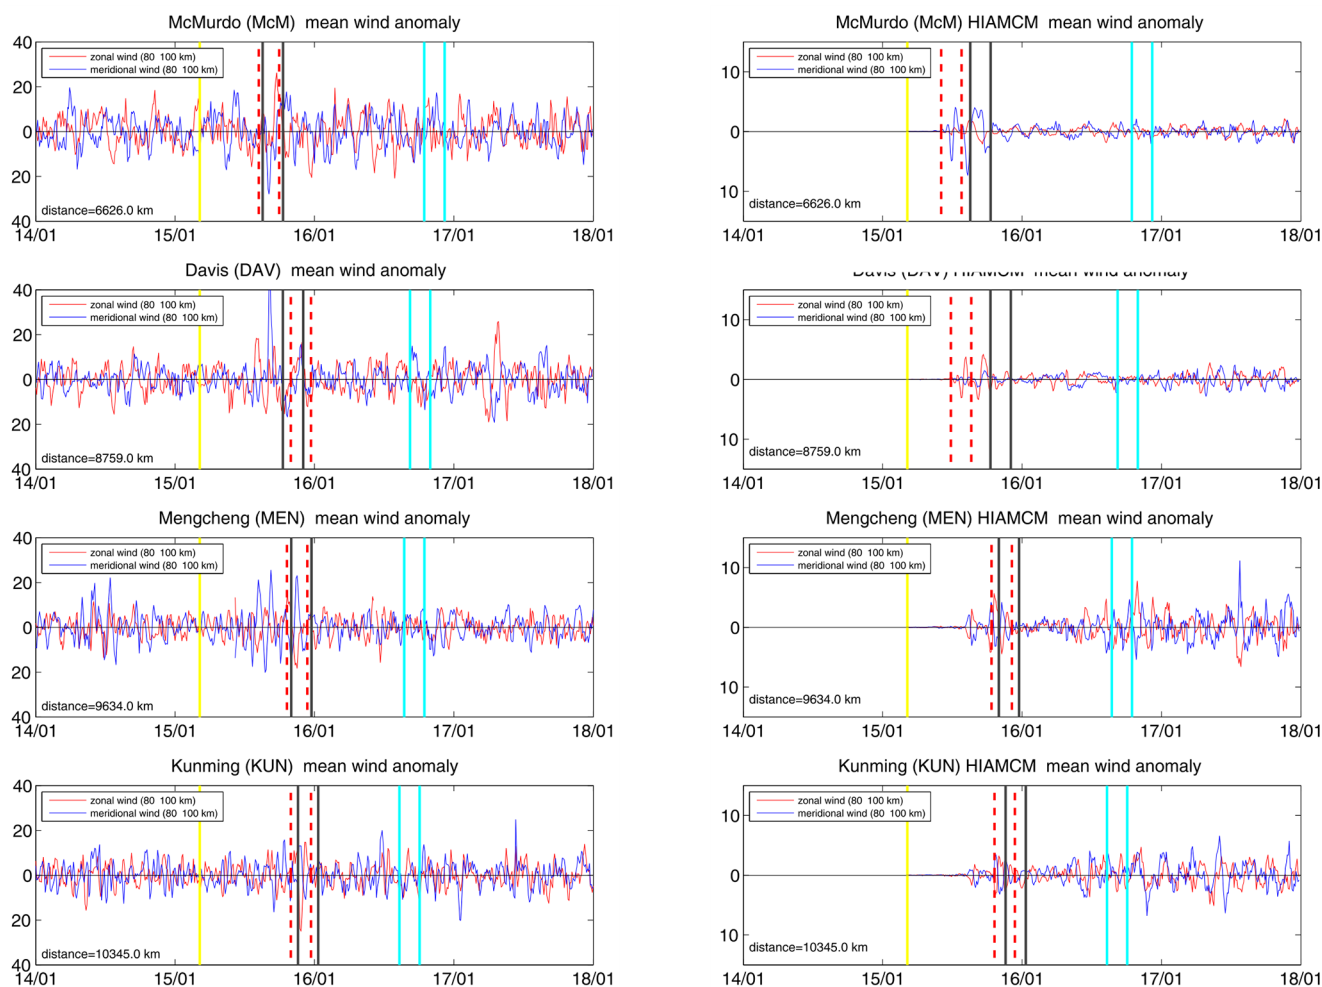 McMurdo (McM)  mean wind anomaly
40
20
0
20
40
zonal wind (80  100 km)
meridional wind (80  100 km)
distance=6626.0 km
14/01 15/01 16/01 17/01 18/01
McMurdo (McM) HIAMCM  mean wind anomaly
10
0
10
zonal wind (80  100 km)
meridional wind (80  100 km)
distance=6626.0 km
14/01 15/01 16/01 17/01 18/01
Davis (DAV)  mean wind anomaly
40
20
0
20
40
zonal wind (80  100 km)
meridional wind (80  100 km)
distance=8759.0 km
14/01 15/01 16/01 17/01 18/01
Davis (DAV) HIAMCM  mean wind anomaly
10
0
10
zonal wind (80  100 km)
meridional wind (80  100 km)
distance=8759.0 km
14/01 15/01 16/01 17/01 18/01
Mengcheng (MEN)  mean wind anomaly
40
20
0
20
40
zonal wind (80  100 km)
meridional wind (80  100 km)
distance=9634.0 km
14/01 15/01 16/01 17/01 18/01
Mengcheng (MEN) HIAMCM  mean wind anomaly
10
0
10
zonal wind (80  100 km)
meridional wind (80  100 km)
distance=9634.0 km
14/01 15/01 16/01 17/01 18/01
Kunming (KUN)  mean wind anomaly
40
20
0
20
40
zonal wind (80  100 km)
meridional wind (80  100 km)
distance=10345.0 km
14/01 15/01 16/01 17/01 18/01
Kunming (KUN) HIAMCM  mean wind anomaly
10
0
10
zonal wind (80  100 km)
meridional wind (80  100 km)
distance=10345.0 km
14/01 15/01 16/01 17/01 18/01